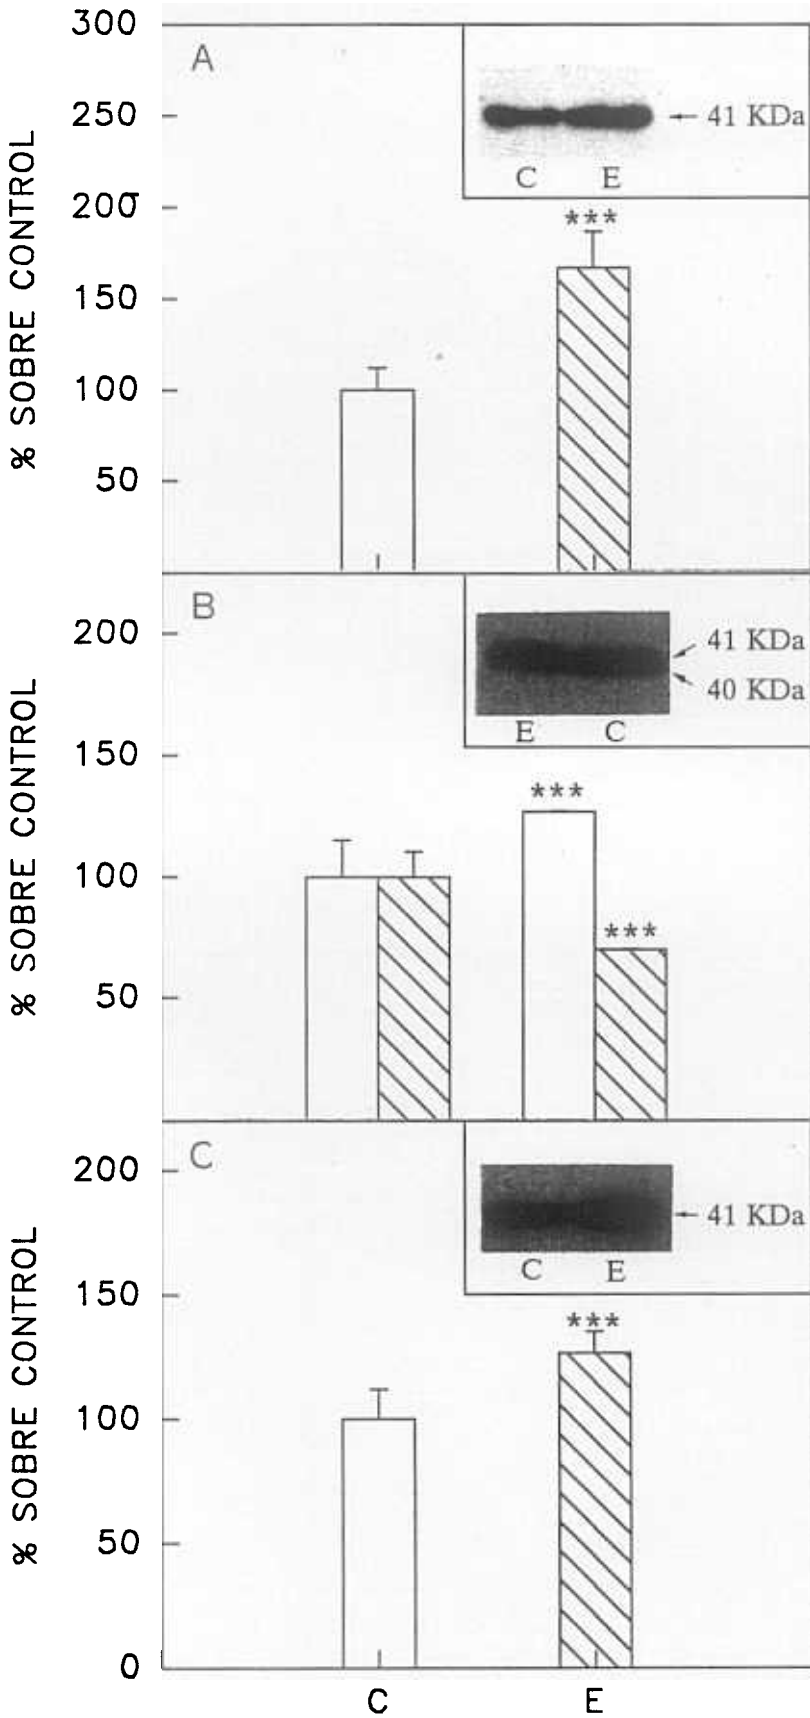 300
A
250
200
150
100
50
% SOBRE CONTROL
← 41 KDa
C E
***
B
200
150
100
50
% SOBRE CONTROL
41 KDa
40 KDa
E C
***
***
C
200
150
100
50
0
% SOBRE CONTROL
← 41 KDa
C E
***
C E